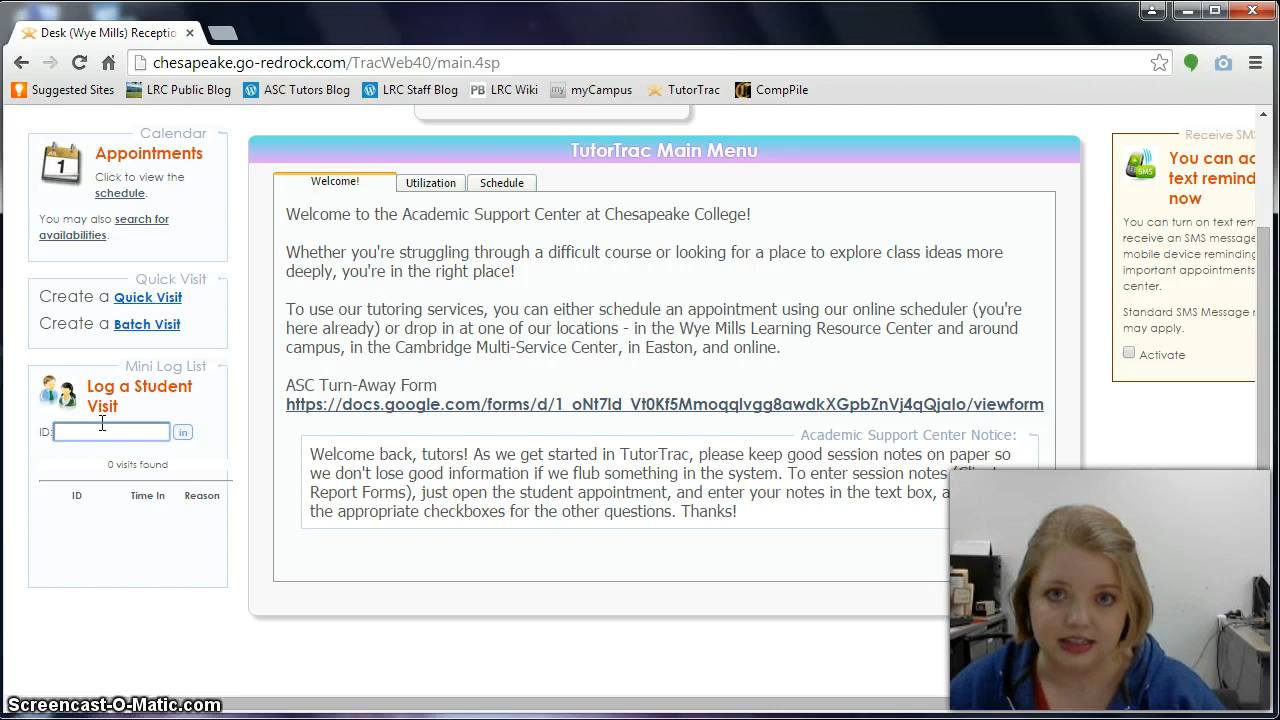 Desk (Wye Mills) Receptio
chesapeake.go-redrock.com/TracWeb40/main.4sp
Suggested Sites LRC Public Blog ASC Tutors Blog LRC Staff Blog PB LRC Wiki my myCampus TutorTrac CompPile
Calendar
Appointments
1
Click to view the
schedule.
You may also search for
availabilities.
Quick Visit
Create a Quick Visit
Create a Batch Visit
Mini Log List
Log a Student
Visit
ID:
in
0 visits found
ID Time In Reason
TutorTrac Main Menu
Welcome! Utilization Schedule
Welcome to the Academic Support Center at Chesapeake College!
Whether you're struggling through a difficult course or looking for a place to explore class ideas more
deeply, you're in the right place!
To use our tutoring services, you can either schedule an appointment using our online scheduler (you're
here already) or drop in at one of our locations - in the Wye Mills Learning Resource Center and around
campus, in the Cambridge Multi-Service Center, in Easton, and online.
ASC Turn-Away Form
https://docs.google.com/forms/d/1_oNt7ld_Vt0Kf5Mmoqqlvgg8awdkXGpbZnVj4qQjalo/viewform
Academic Support Center Notice:
Welcome back, tutors! As we get started in TutorTrac, please keep good session notes on paper so
we don't lose good information if we flub something in the system. To enter session notes (Client
Report Forms), just open the student appointment, and enter your notes in the text box, a
the appropriate checkboxes for the other questions. Thanks!
Receive SMS
SMS
You can ac
text remind
now
You can turn on text rem
receive an SMS message
mobile device reminding
important appointments
center.
Standard SMS Message r
may apply.
Activate
Screencast-O-Matic.com